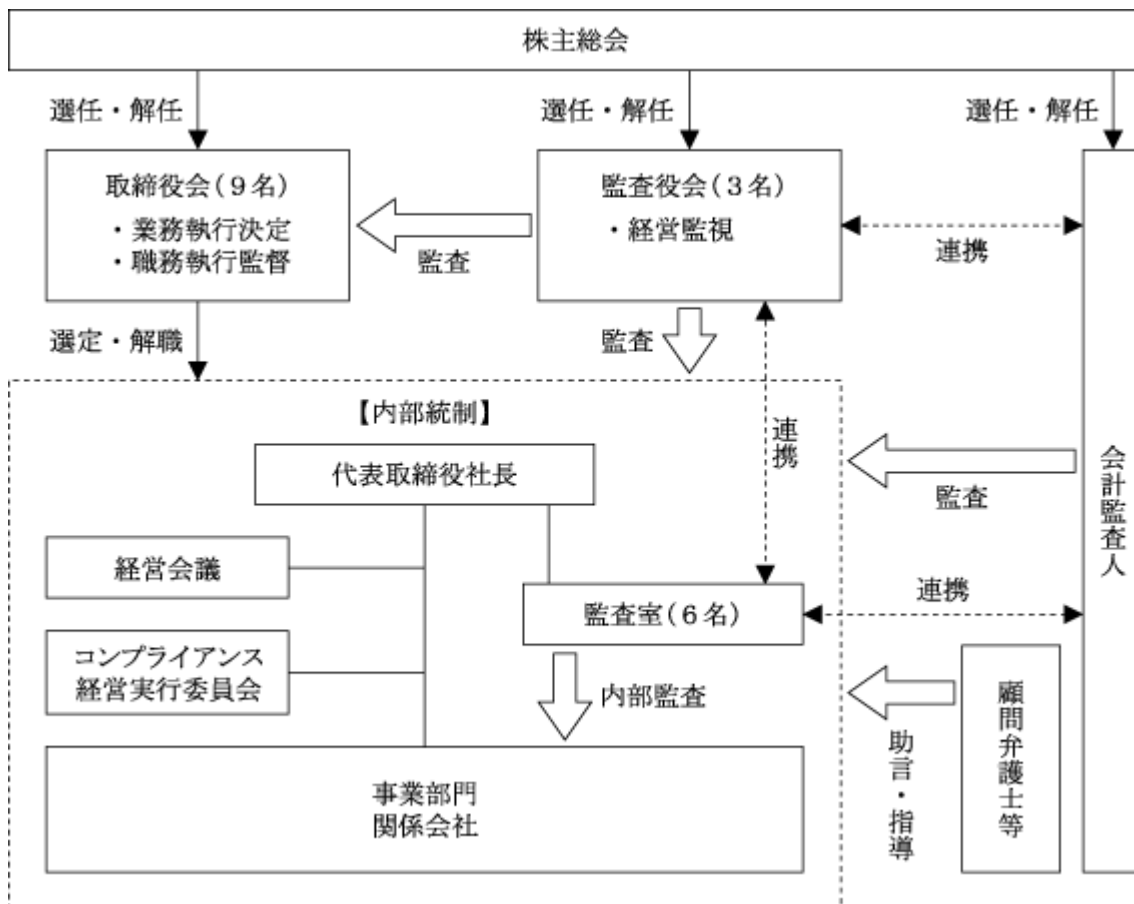 株主総会
選任・解任
選任・解任
選任・解任
取締役会(9名)
・業務執行決定
・職務執行監督
監査
監査役会(3名)
・経営監視
連携
選定・解職
監査
【内部統制】
代表取締役社長
連携
監査
会計監査人
経営会議
監査室(6名)
連携
コンプライアンス
経営実行委員会
内部監査
助言・指導
顧問弁護士等
事業部門
関係会社